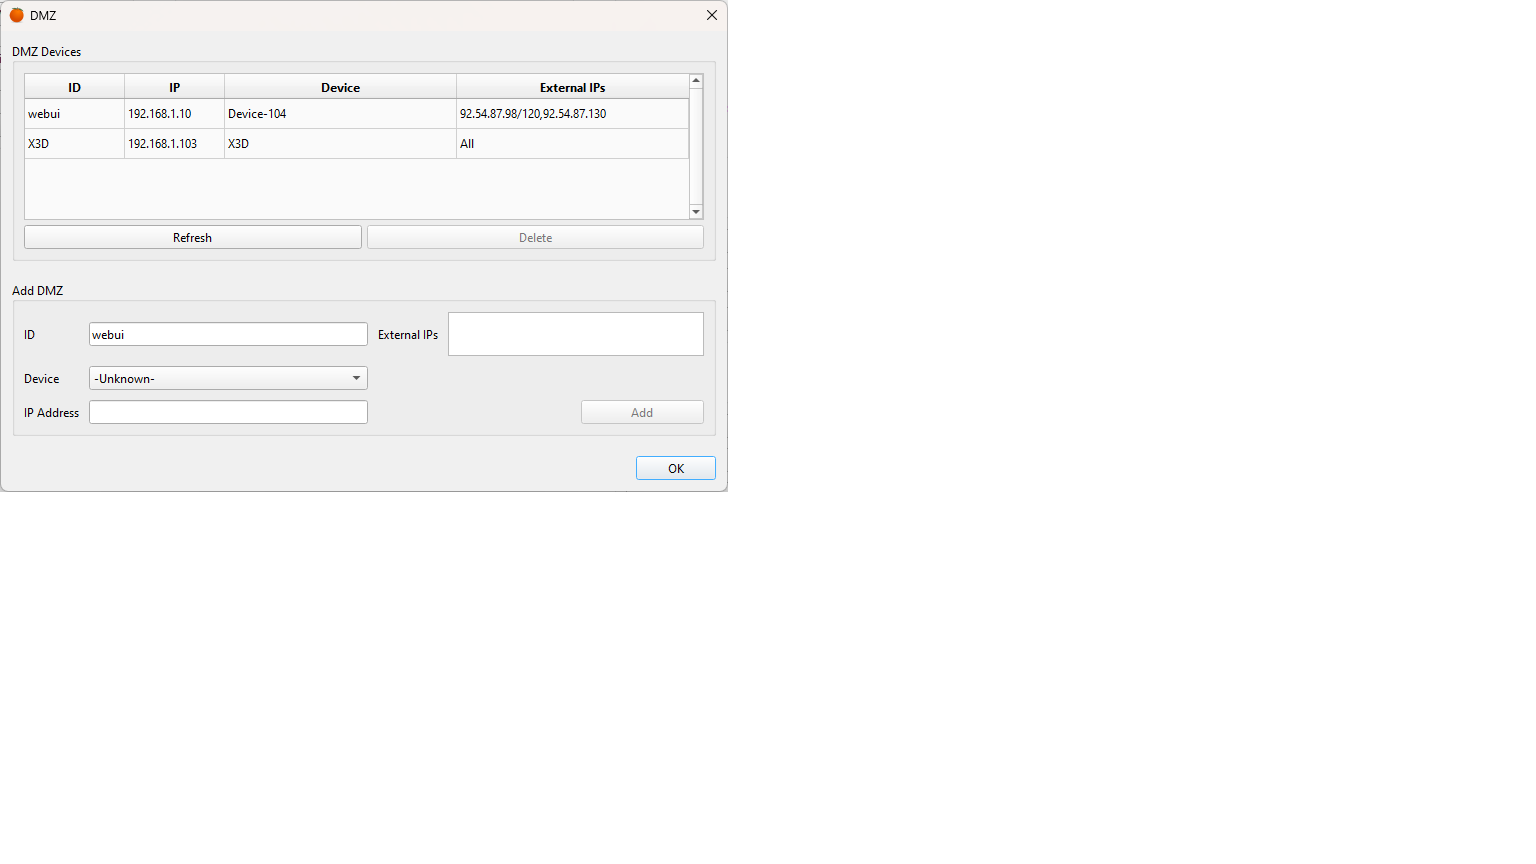 DMZ
DMZ Devices
ID IP Device External IPs
webui 192.168.1.10 Device-104 92.54.87.98/120,92.54.87.130
X3D 192.168.1.103 X3D All
Refresh Delete
Add DMZ
ID webui External IPs
Device -Unknown-
IP Address Add
OK